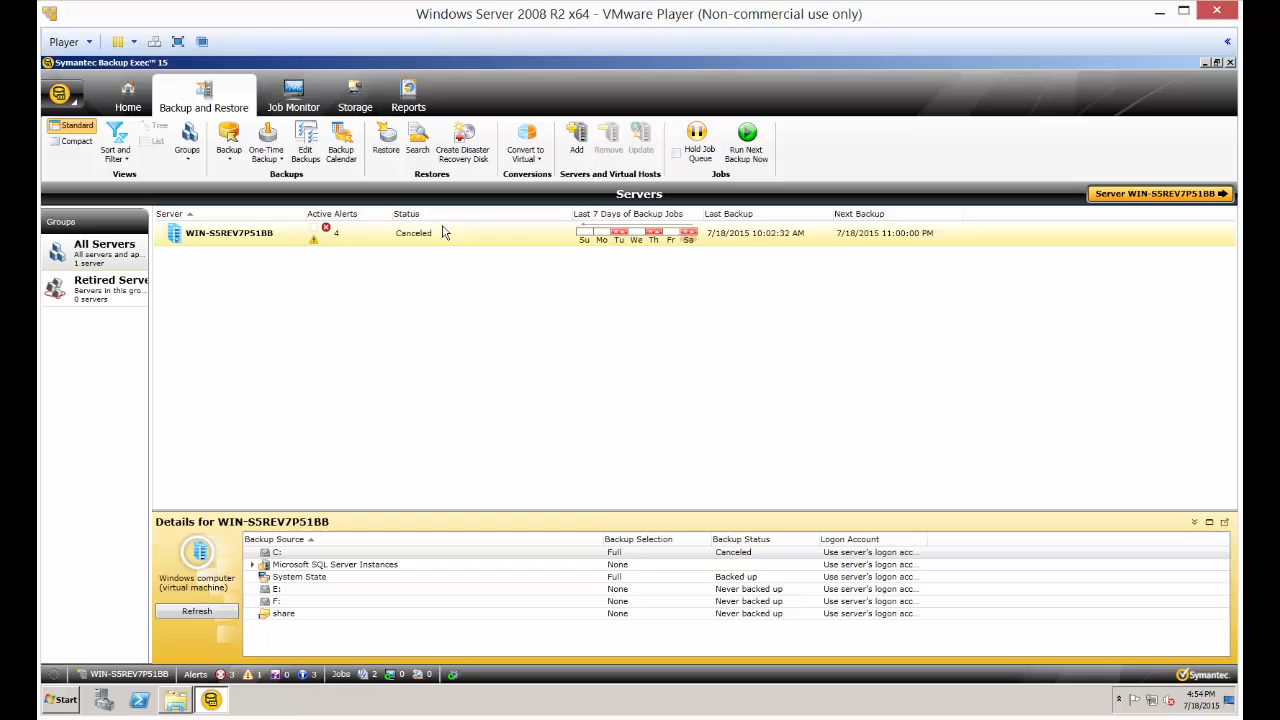 Windows Server 2008 R2 x64 - VMware Player (Non-commercial use only)
Player
Symantec Backup Exec™ 15
Home
Backup and Restore
Job Monitor
Storage
Reports
Standard
Compact
Sort and Filter
Tree
List
Groups
Views
Backup
One-Time Backup
Edit Backups
Backup Calendar
Backups
Restore
Search
Create Disaster Recovery Disk
Restores
Convert to Virtual
Conversions
Add
Remove
Update
Servers and Virtual Hosts
Hold Job Queue
Run Next Backup Now
Jobs
Servers
Server WIN-S5REV7P51BB
Groups
All Servers
All servers and ap...
1 server
Retired Serve
Servers in this gro...
0 servers
Server Active Alerts Status Last 7 Days of Backup Jobs Last Backup Next Backup
WIN-S5REV7P51BB 4 Canceled 7/18/2015 10:02:32 AM 7/18/2015 11:00:00 PM
Su Mo Tu We Th Fr Sa
Details for WIN-S5REV7P51BB
Windows computer
(virtual machine)
Refresh
Backup Source Backup Selection Backup Status Logon Account
C: Full Canceled Use server's logon acc...
Microsoft SQL Server Instances None Use server's logon acc...
System State Full Backed up Use server's logon acc...
E: None Never backed up Use server's logon acc...
F: None Never backed up Use server's logon acc...
share None Never backed up Use server's logon acc...
WIN-S5REV7P51BB Alerts 3 1 0 3 Jobs 2 0 0
Symantec.
Start
4:54 PM
7/18/2015